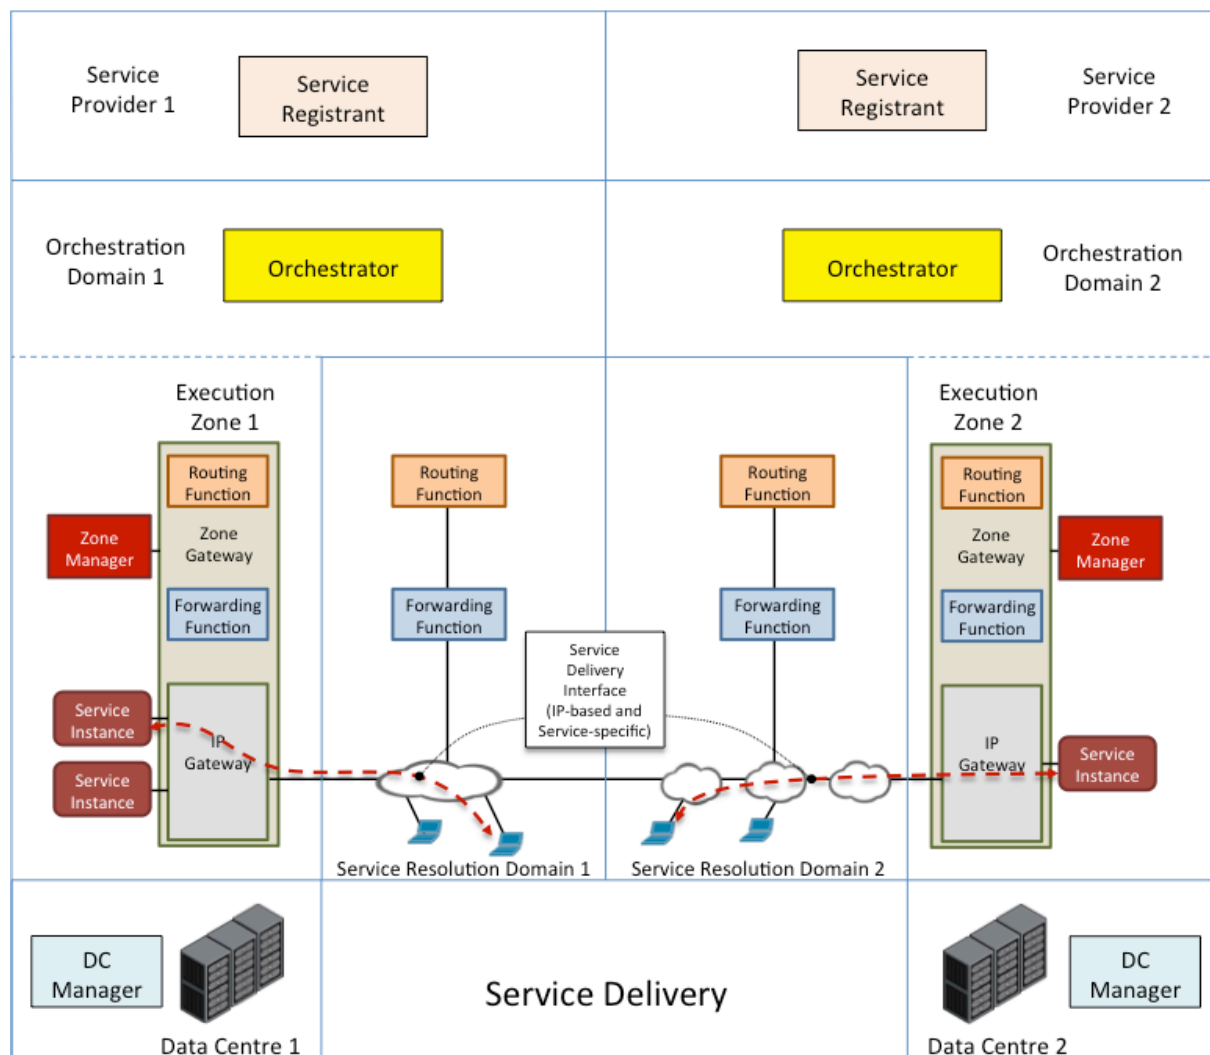 Service
Provider 1
Service
Registrant
Service
Registrant
Service
Provider 2
Orchestration
Domain 1
Orchestrator
Orchestrator
Orchestration
Domain 2
Execution
Zone 1
Routing
Function
Zone
Manager
Zone
Gateway
Forwarding
Function
Service
Instance
IP
Gateway
Service
Instance
Routing
Function
Forwarding
Function
Service
Delivery
Interface
(IP-based and
Service-specific)
Routing
Function
Forwarding
Function
Execution
Zone 2
Routing
Function
Zone
Gateway
Zone
Manager
Forwarding
Function
IP
Gateway
Service
Instance
Service Resolution Domain 1
Service Resolution Domain 2
DC
Manager
Data Centre 1
Service Delivery
DC
Manager
Data Centre 2